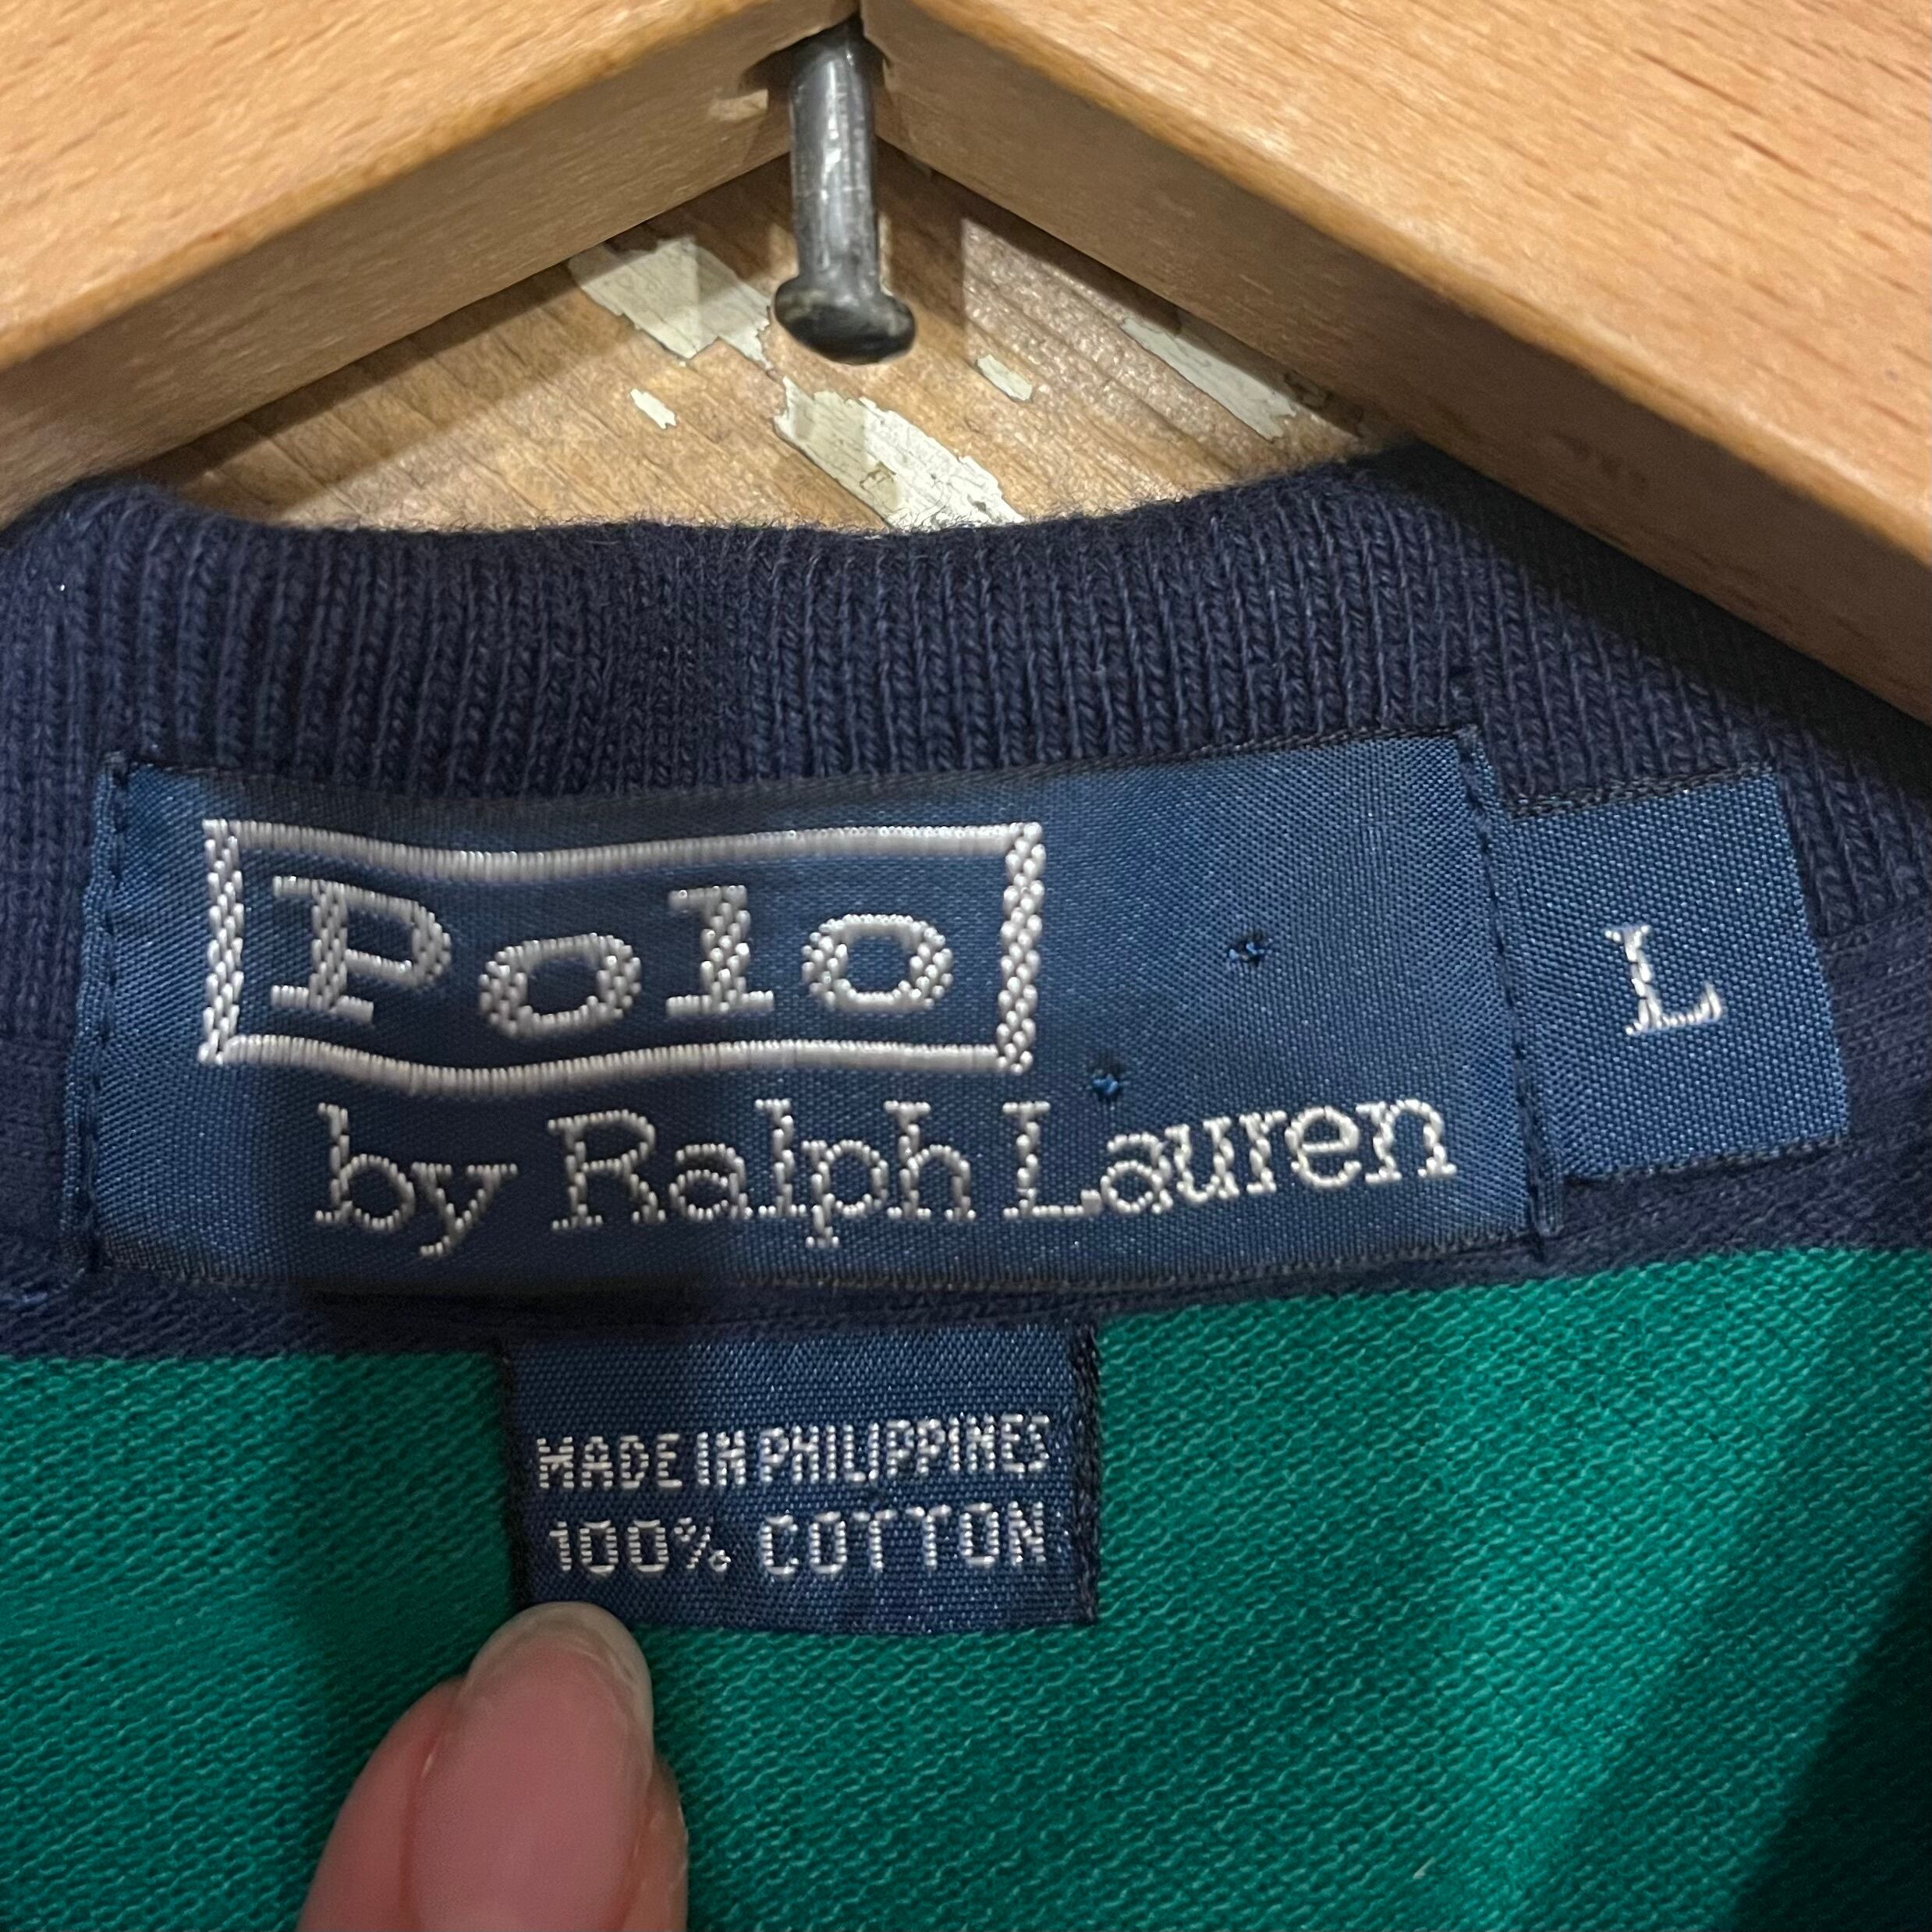 Polo
by Ralph Lauren
L
MADE IN PHILIPPINES
100% COTTON